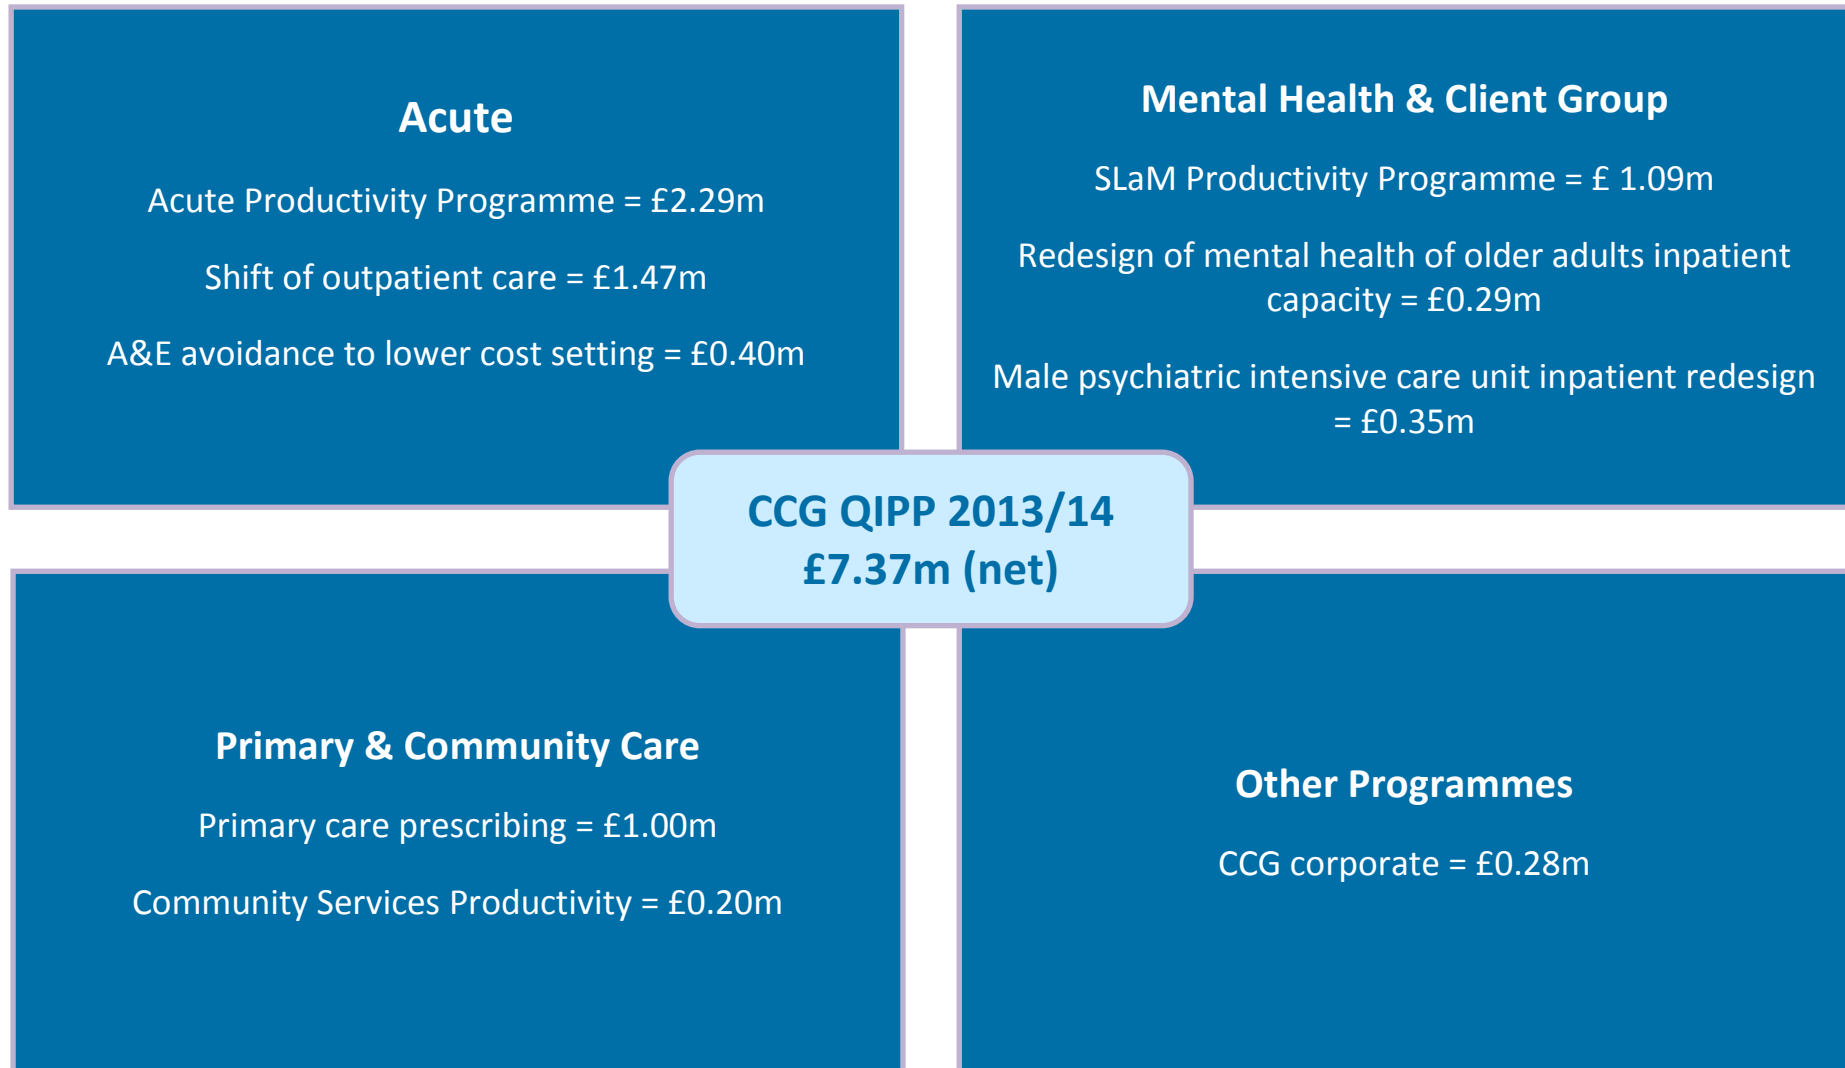 Acute
Acute Productivity Programme = £2.29m
Shift of outpatient care = £1.47m
A&E avoidance to lower cost setting = £0.40m
Mental Health & Client Group
SLaM Productivity Programme = £ 1.09m
Redesign of mental health of older adults inpatient
capacity = £0.29m
Male psychiatric intensive care unit inpatient redesign
= £0.35m
CCG QIPP 2013/14
£7.37m (net)
Primary & Community Care
Primary care prescribing = £1.00m
Community Services Productivity = £0.20m
Other Programmes
CCG corporate = £0.28m